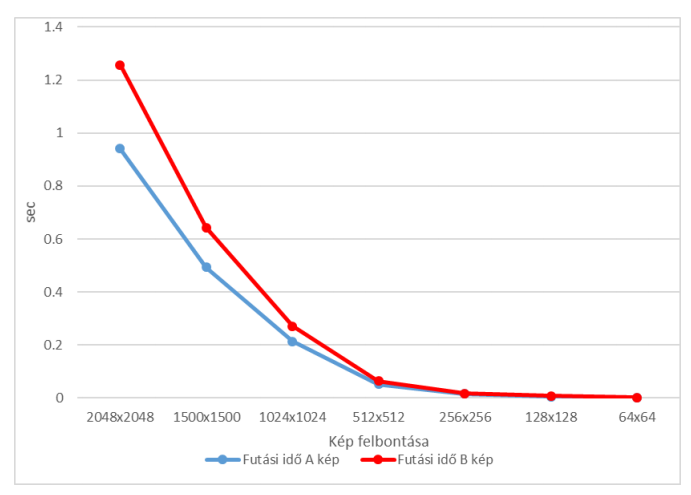 1.4
1.2
1
0.8
0.6
0.4
0.2
0
sec
2048x2048 1500x1500 1024x1024 512x512 256x256 128x128 64x64
Kép felbontása
Futási idő A kép Futási idő B kép